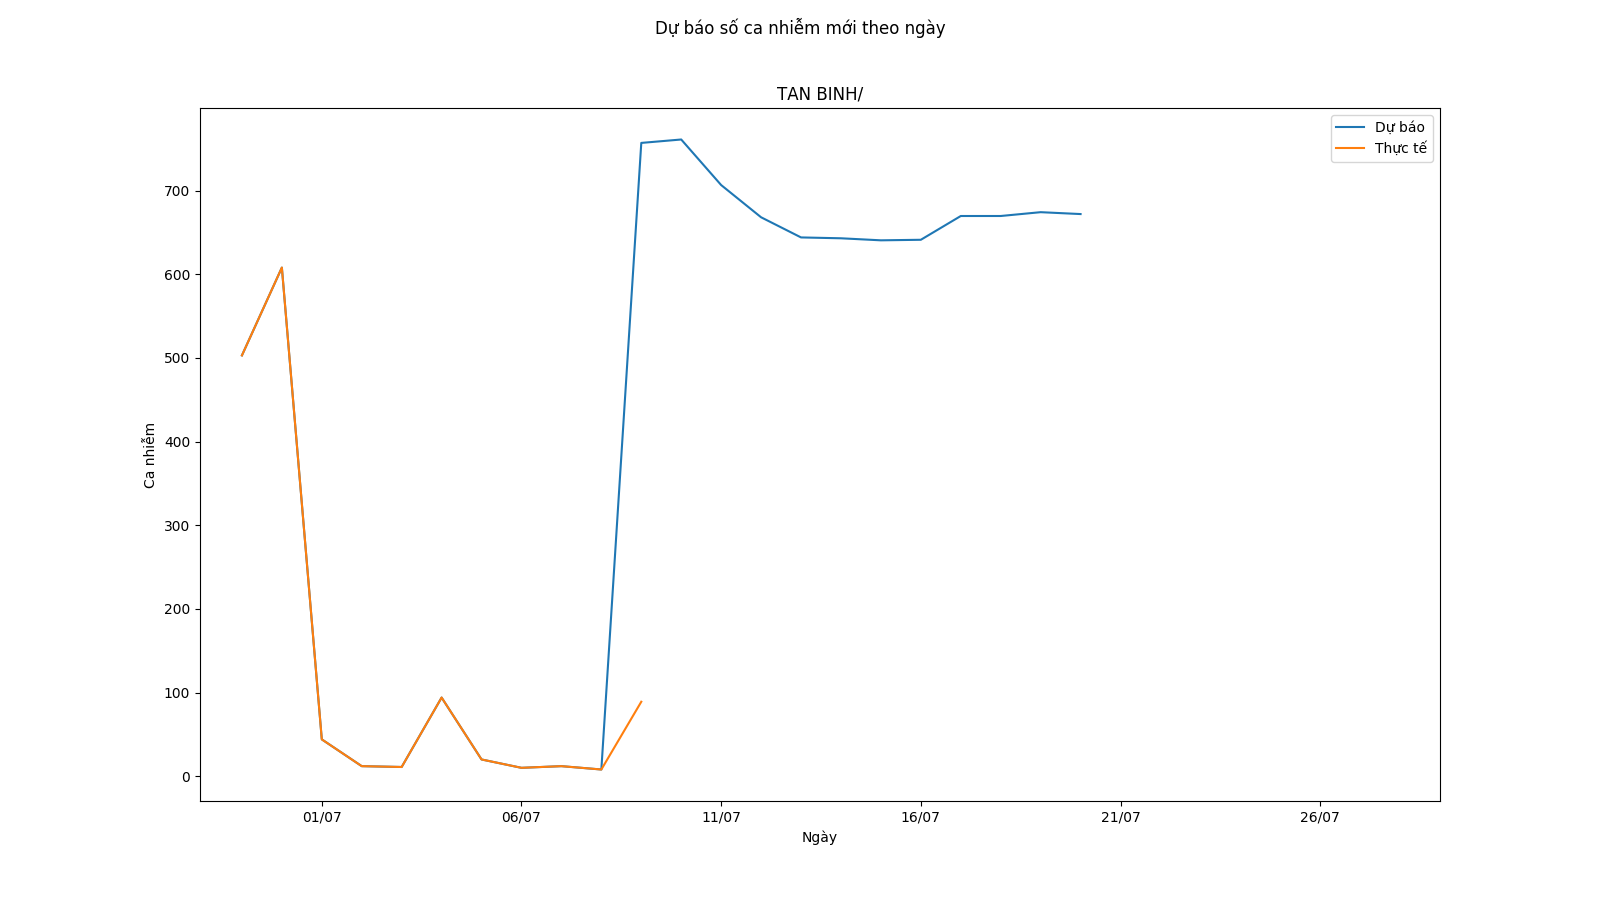 Dự báo số ca nhiễm mới theo ngày
TAN BINH/
Dự báo
Thực tế
700
600
500
400
300
200
100
0
Ca nhiễm
01/07
06/07
11/07
16/07
21/07
26/07
Ngày